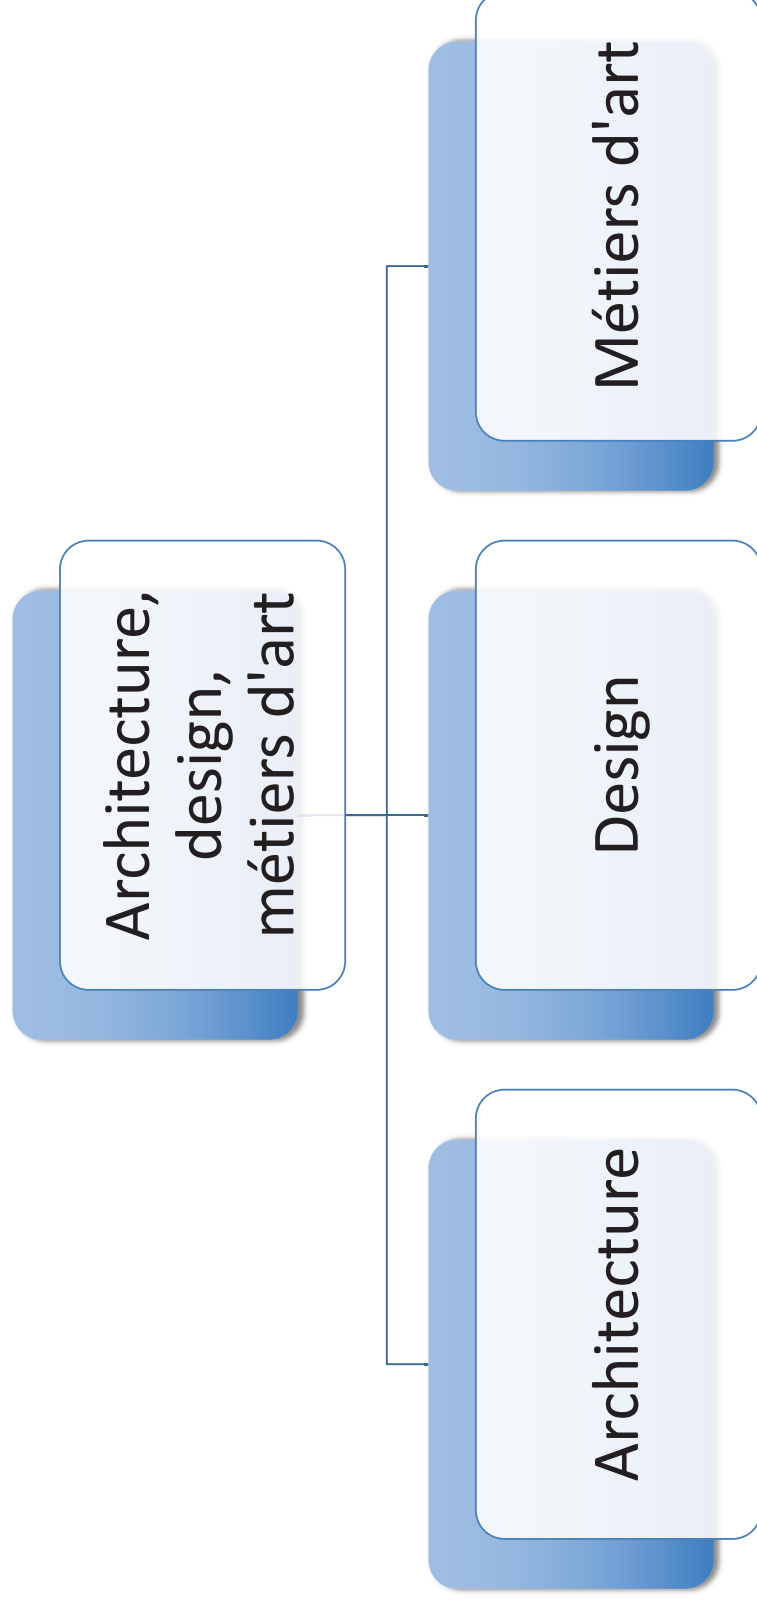 Architecture,
design,
métiers d'art
Architecture
Design
Métiers d'art